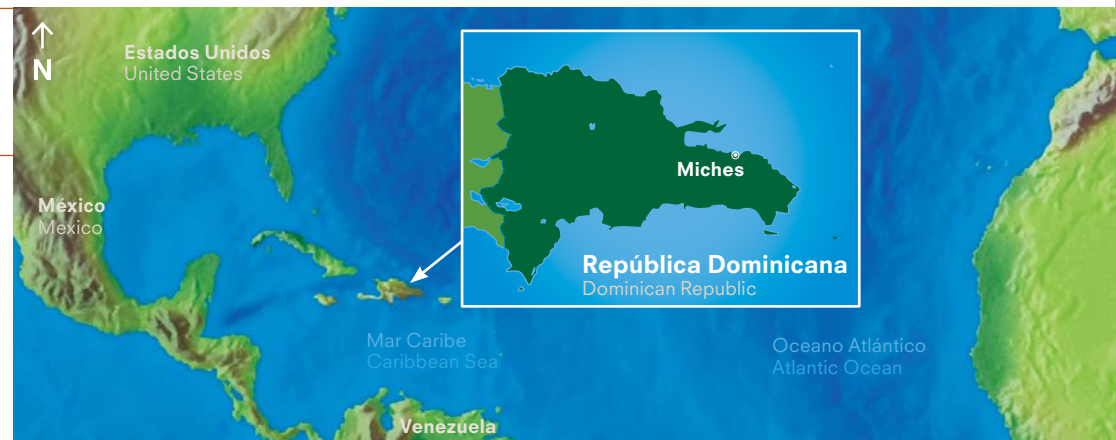 N
Estados Unidos
United States
México
Mexico
Miches
República Dominicana
Dominican Republic
Mar Caribe
Caribbean Sea
Oceano Atlántico
Atlantic Ocean
Venezuela